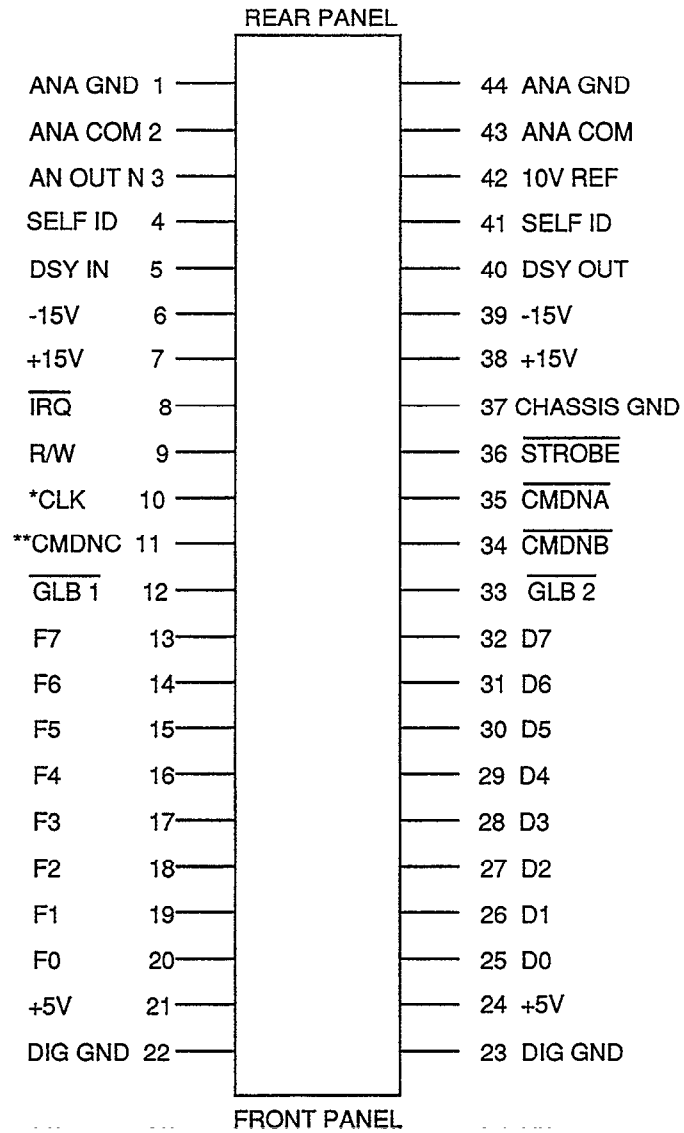 REAR PANEL
ANA GND 1 44 ANA GND
ANA COM 2 43 ANA COM
AN OUT N 3 42 10V REF
SELF ID 4 41 SELF ID
DSY IN 5 40 DSY OUT
-15V 6 39 -15V
+15V 7 38 +15V
IRQ 8 37 CHASSIS GND
R/W 9 36 STROBE
*CLK 10 35 CMDNA
**CMDNC 11 34 CMDNB
GLB 1 12 33 GLB 2
F7 13 32 D7
F6 14 31 D6
F5 15 30 D5
F4 16 29 D4
F3 17 28 D3
F2 18 27 D2
F1 19 26 D1
F0 20 25 D0
+5V 21 24 +5V
DIG GND 22 23 DIG GND
FRONT PANEL